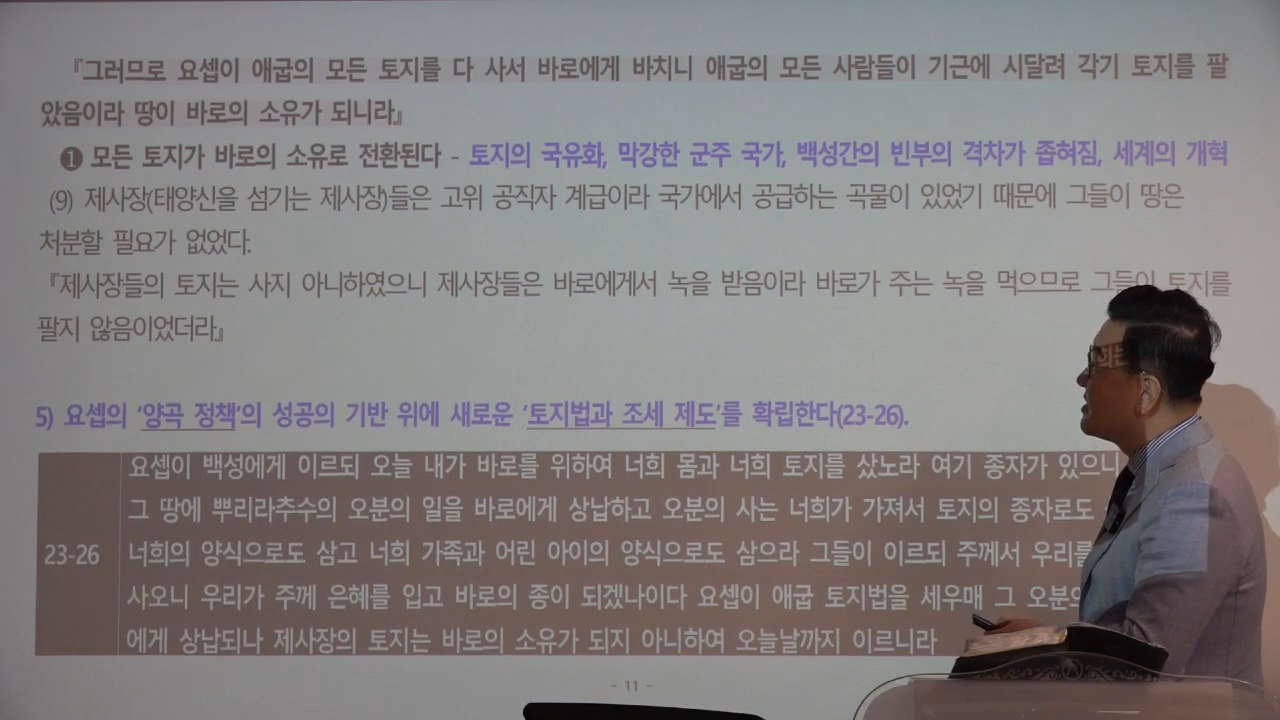 『그러므로 요셉이 애굽의 모든 토지를 다 사서 바로에게 바치니 애굽의 모든 사람들이 기근에 시달려 각기 토지를 팔
았음이라 땅이 바로의 소유가 되니라』
❶ 모든 토지가 바로의 소유로 전환된다 - 토지의 국유화, 막강한 군주 국가, 백성간의 빈부의 격차가 좁혀짐, 세계의 개혁
(9) 제사장(태양신을 섬기는 제사장)들은 고위 공직자 계급이라 국가에서 공급하는 곡물이 있었기 때문에 그들이 땅은
처분할 필요가 없었다.
『제사장들의 토지는 사지 아니하였으니 제사장들은 바로에게서 녹을 받음이라 바로가 주는 녹을 먹으므로 그들이 토지를
팔지 않음이었더라』
5) 요셉의 '양곡 정책'의 성공의 기반 위에 새로운 '토지법과 조세 제도'를 확립한다(23-26).
요셉이 백성에게 이르되 오늘 내가 바로를 위하여 너희 몸과 너희 토지를 샀노라 여기 종자가 있으니
그 땅에 뿌리라추수의 오분의 일을 바로에게 상납하고 오분의 사는 너희가 가져서 토지의 종자로도
23-26 너희의 양식으로도 삼고 너희 가족과 어린 아이의 양식으로도 삼으라 그들이 이르되 주께서 우리를
사오니 우리가 주께 은혜를 입고 바로의 종이 되겠나이다 요셉이 애굽 토지법을 세우매 그
에게 상납되나 제사장의 토지는 바로의 소유가 되지 아니하여 오늘날까지 이르니라
- 11 -